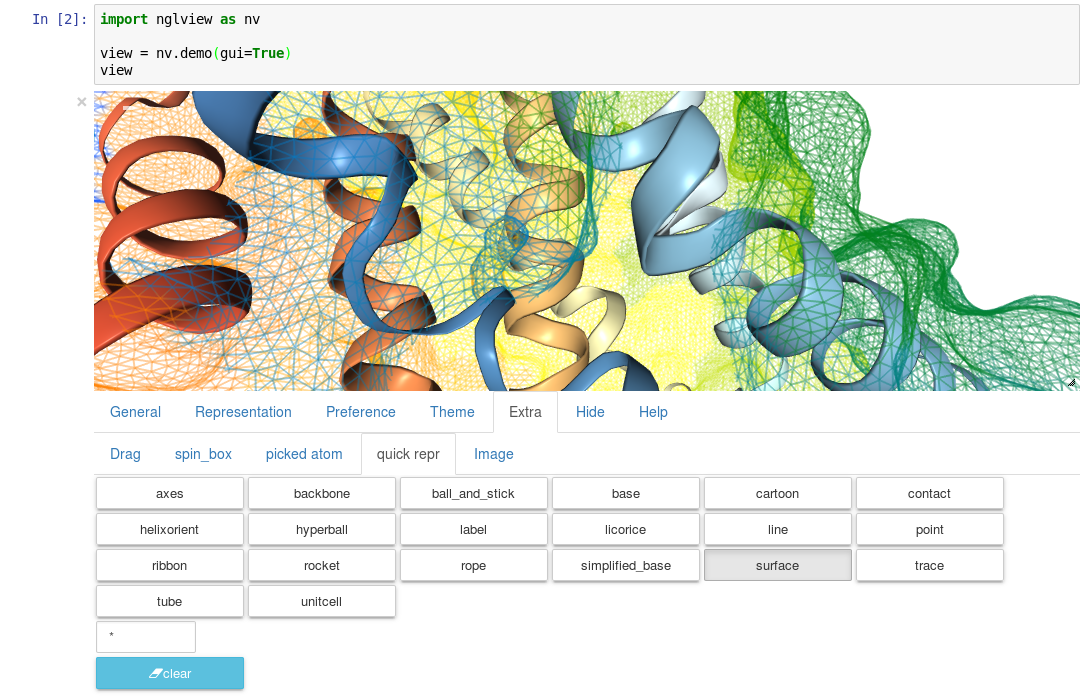 In [2]: import nglview as nv
view = nv.demo(gui=True)
view
×
General Representation Preference Theme Extra Hide Help
Drag spin_box picked atom quick repr Image
axes backbone ball_and_stick base cartoon contact
helixorient hyperball label licorice line point
ribbon rocket rope simplified_base surface trace
tube unitcell
*
clear